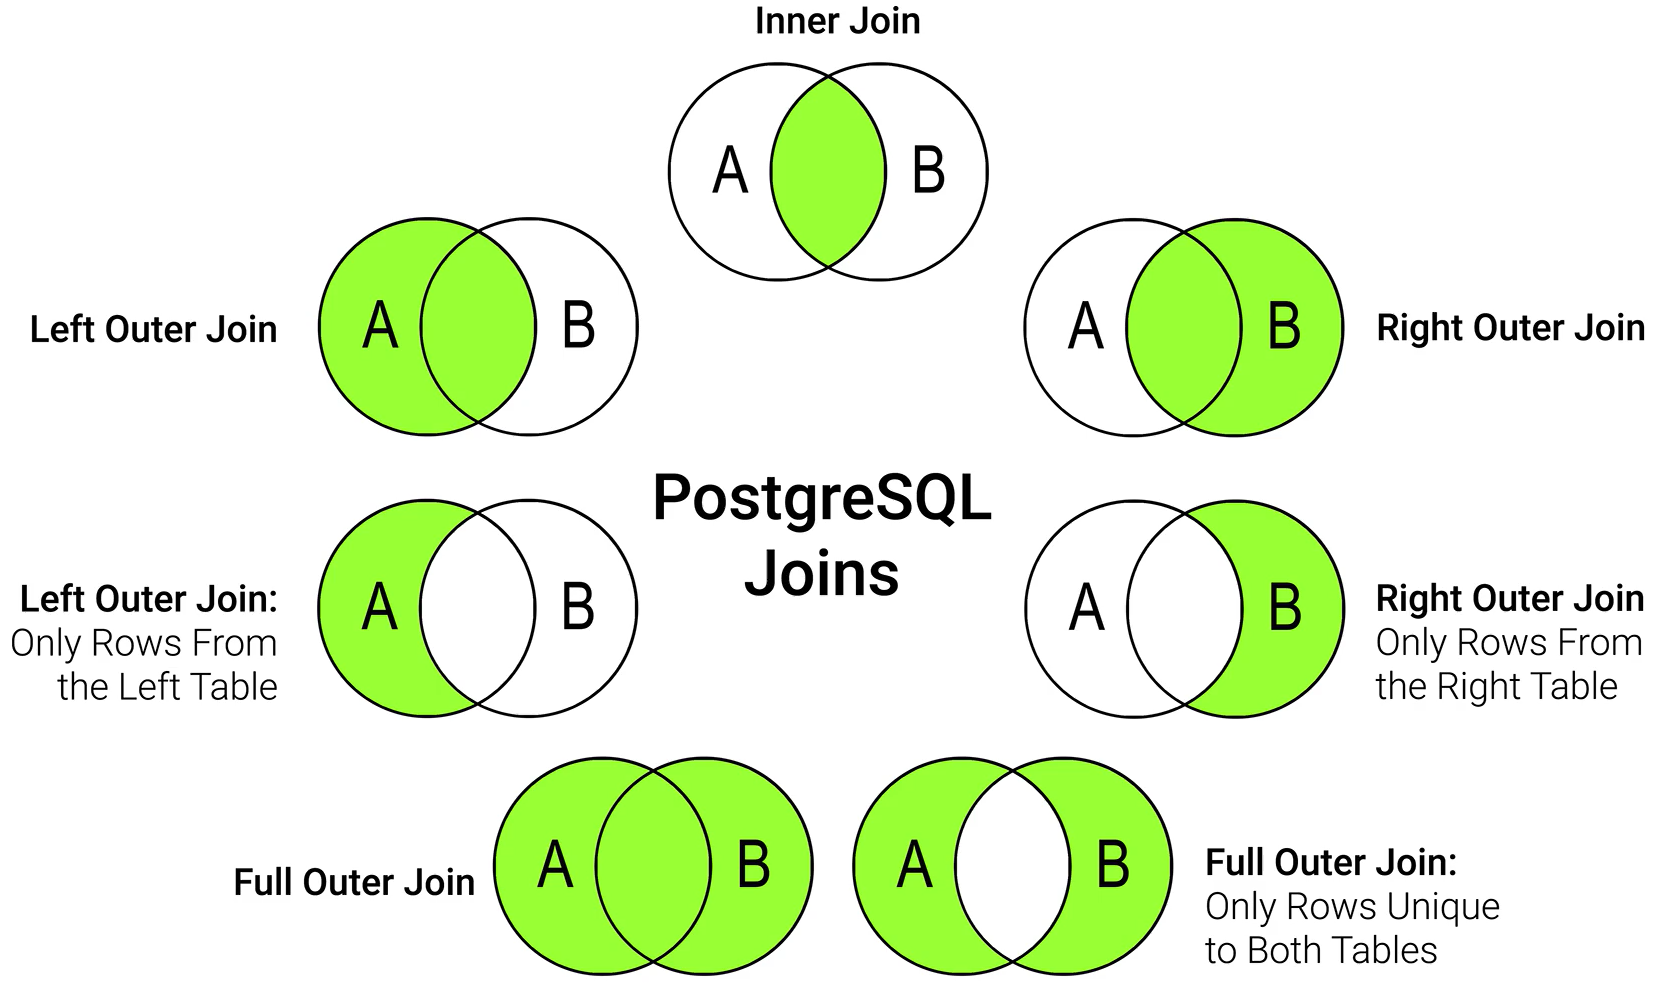 Inner Join
A B
Left Outer Join
A B
A B
Right Outer Join
PostgreSQL
Joins
Left Outer Join:
Only Rows From
the Left Table
A B
A B
Right Outer Join
Only Rows From
the Right Table
Full Outer Join
A B
A B
Full Outer Join:
Only Rows Unique
to Both Tables